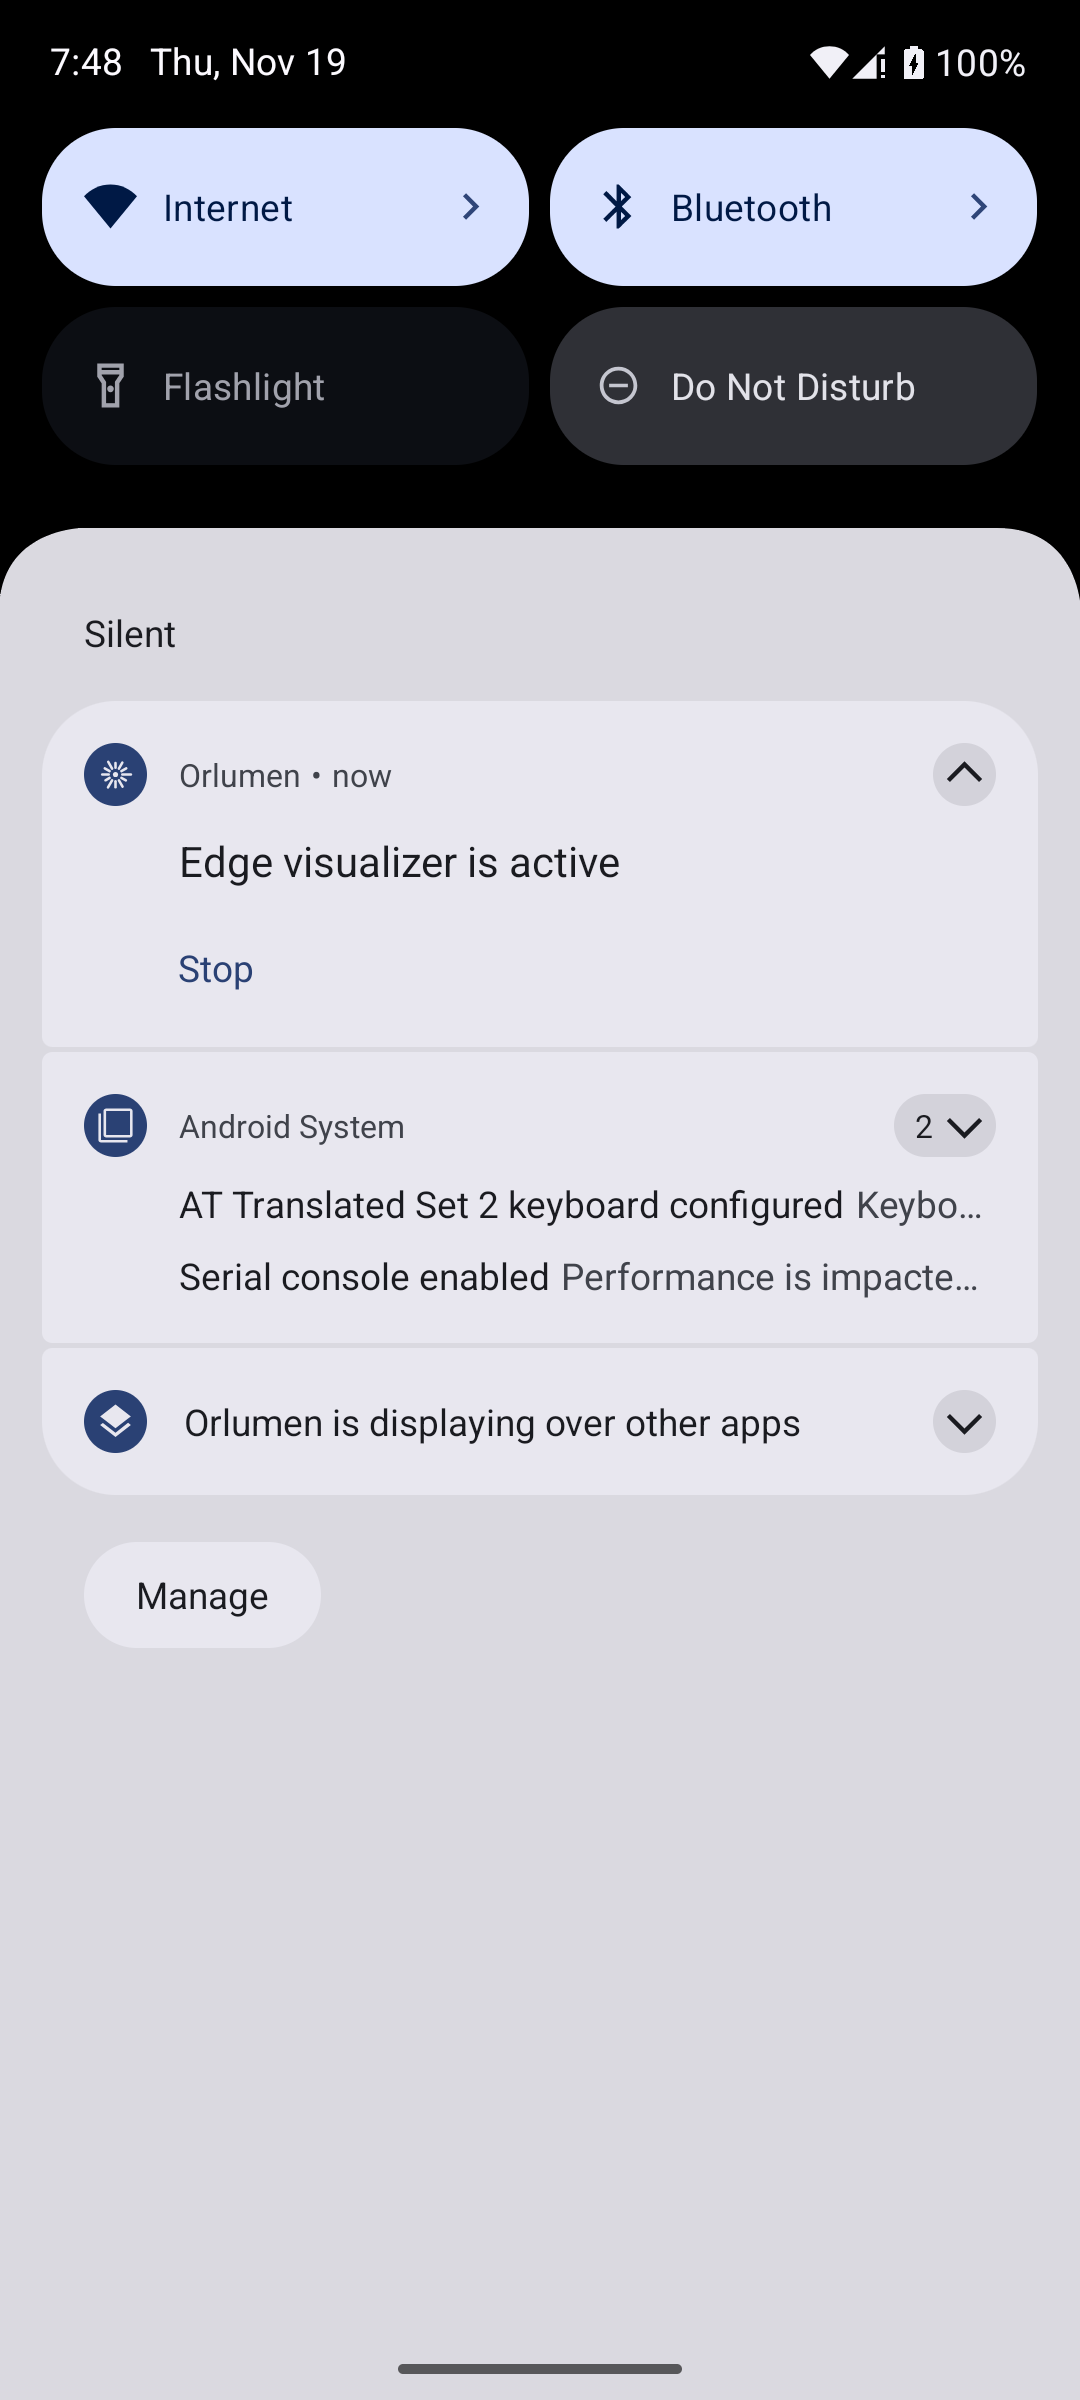 7:48 Thu, Nov 19
100%
Internet
Bluetooth
Flashlight
Do Not Disturb
Silent
Orlumen • now
Edge visualizer is active
Stop
Android System
2
AT Translated Set 2 keyboard configured Keybo…
Serial console enabled Performance is impacte…
Orlumen is displaying over other apps
Manage